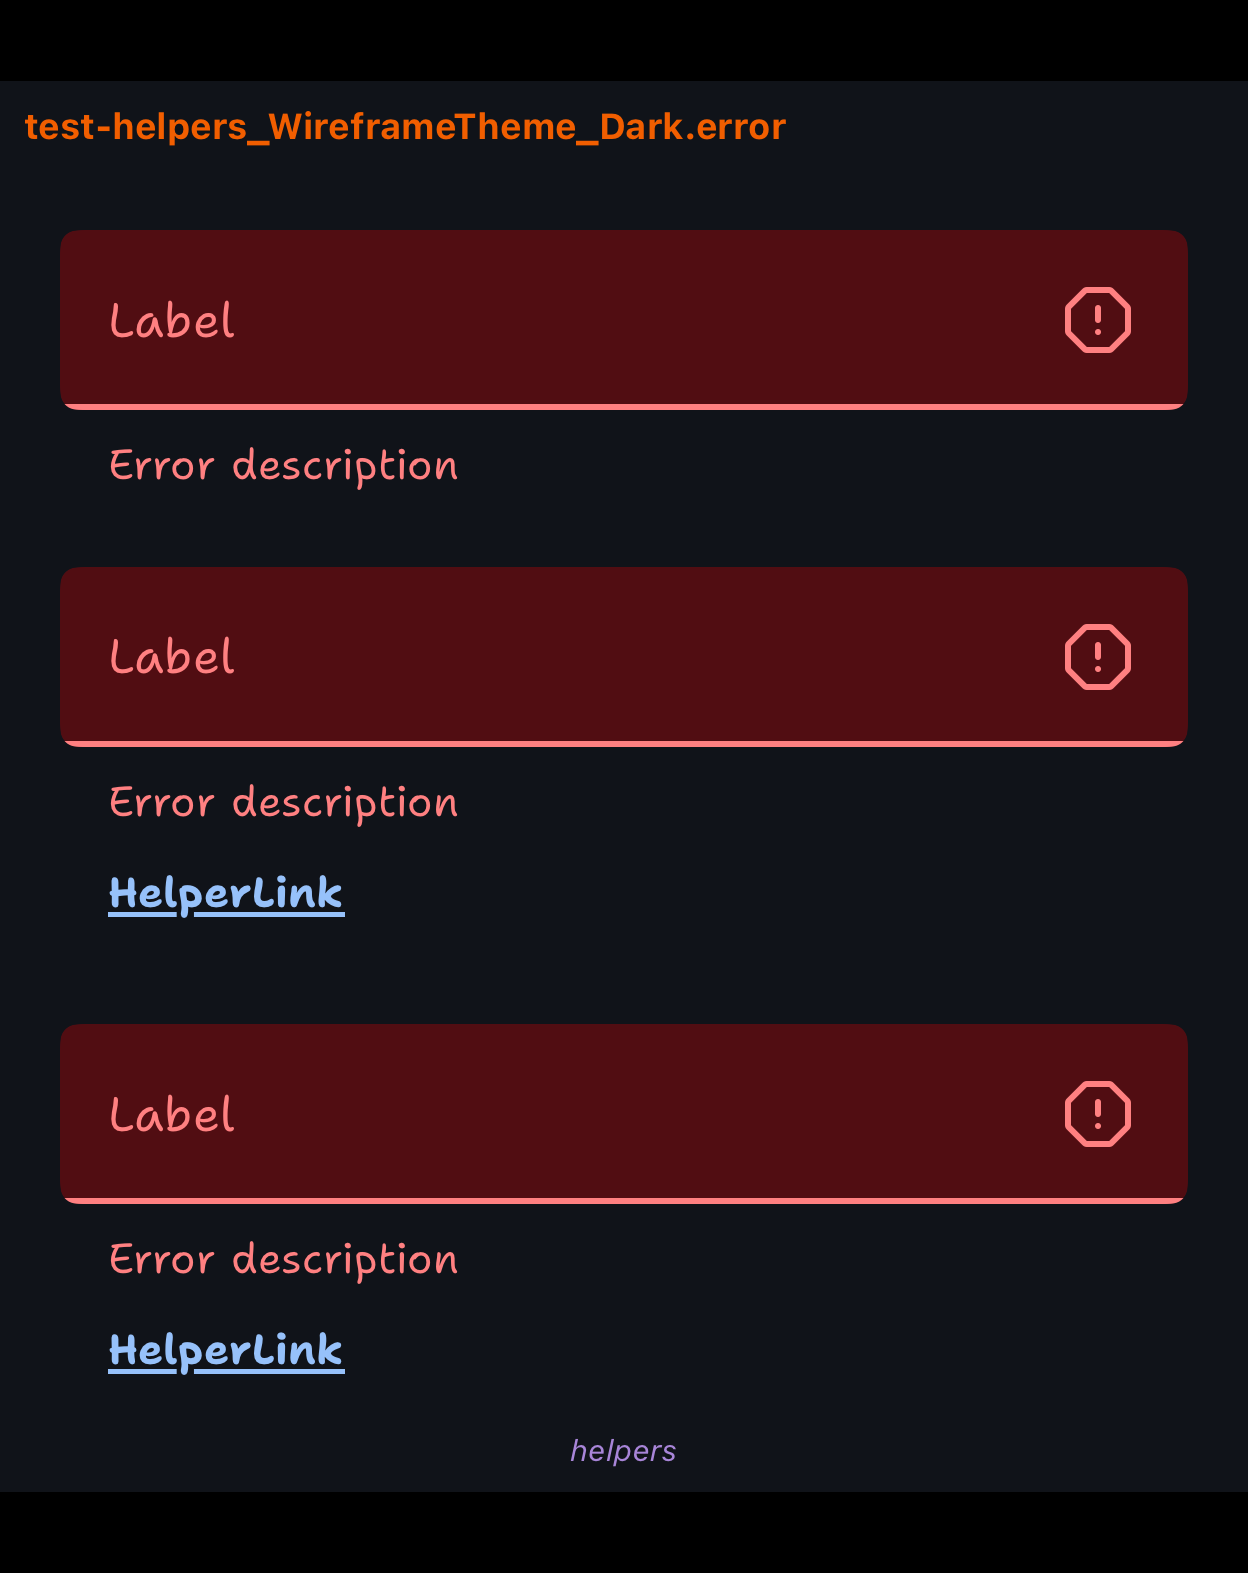 test-helpers_WireframeTheme_Dark.error
Label
Error description
Label
Error description
HelperLink
Label
Error description
HelperLink
helpers